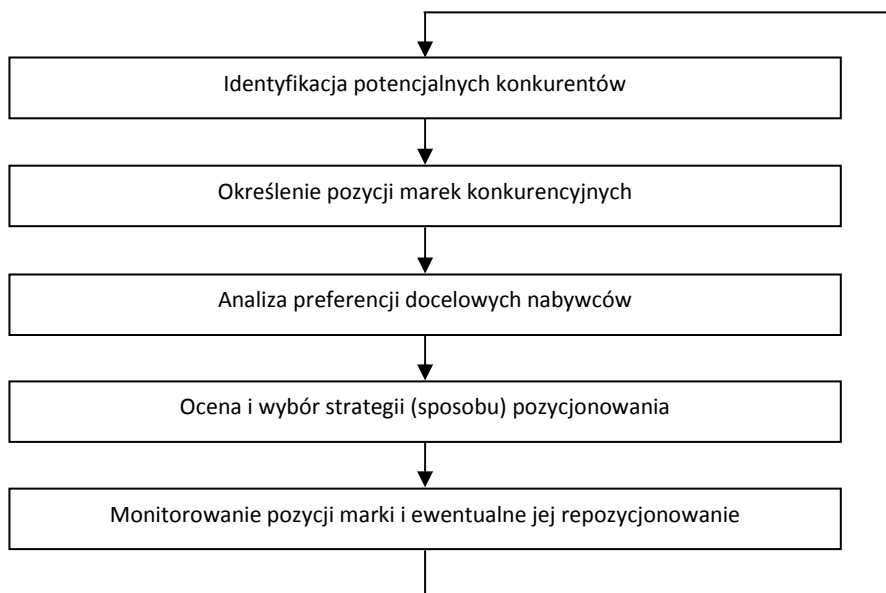 Identyfikacja potencjalnych konkurentów
Określenie pozycji marek konkurencyjnych
Analiza preferencji docelowych nabywców
Ocena i wybór strategii (sposobu) pozycjonowania
Monitorowanie pozycji marki i ewentualne jej repozycjonowanie